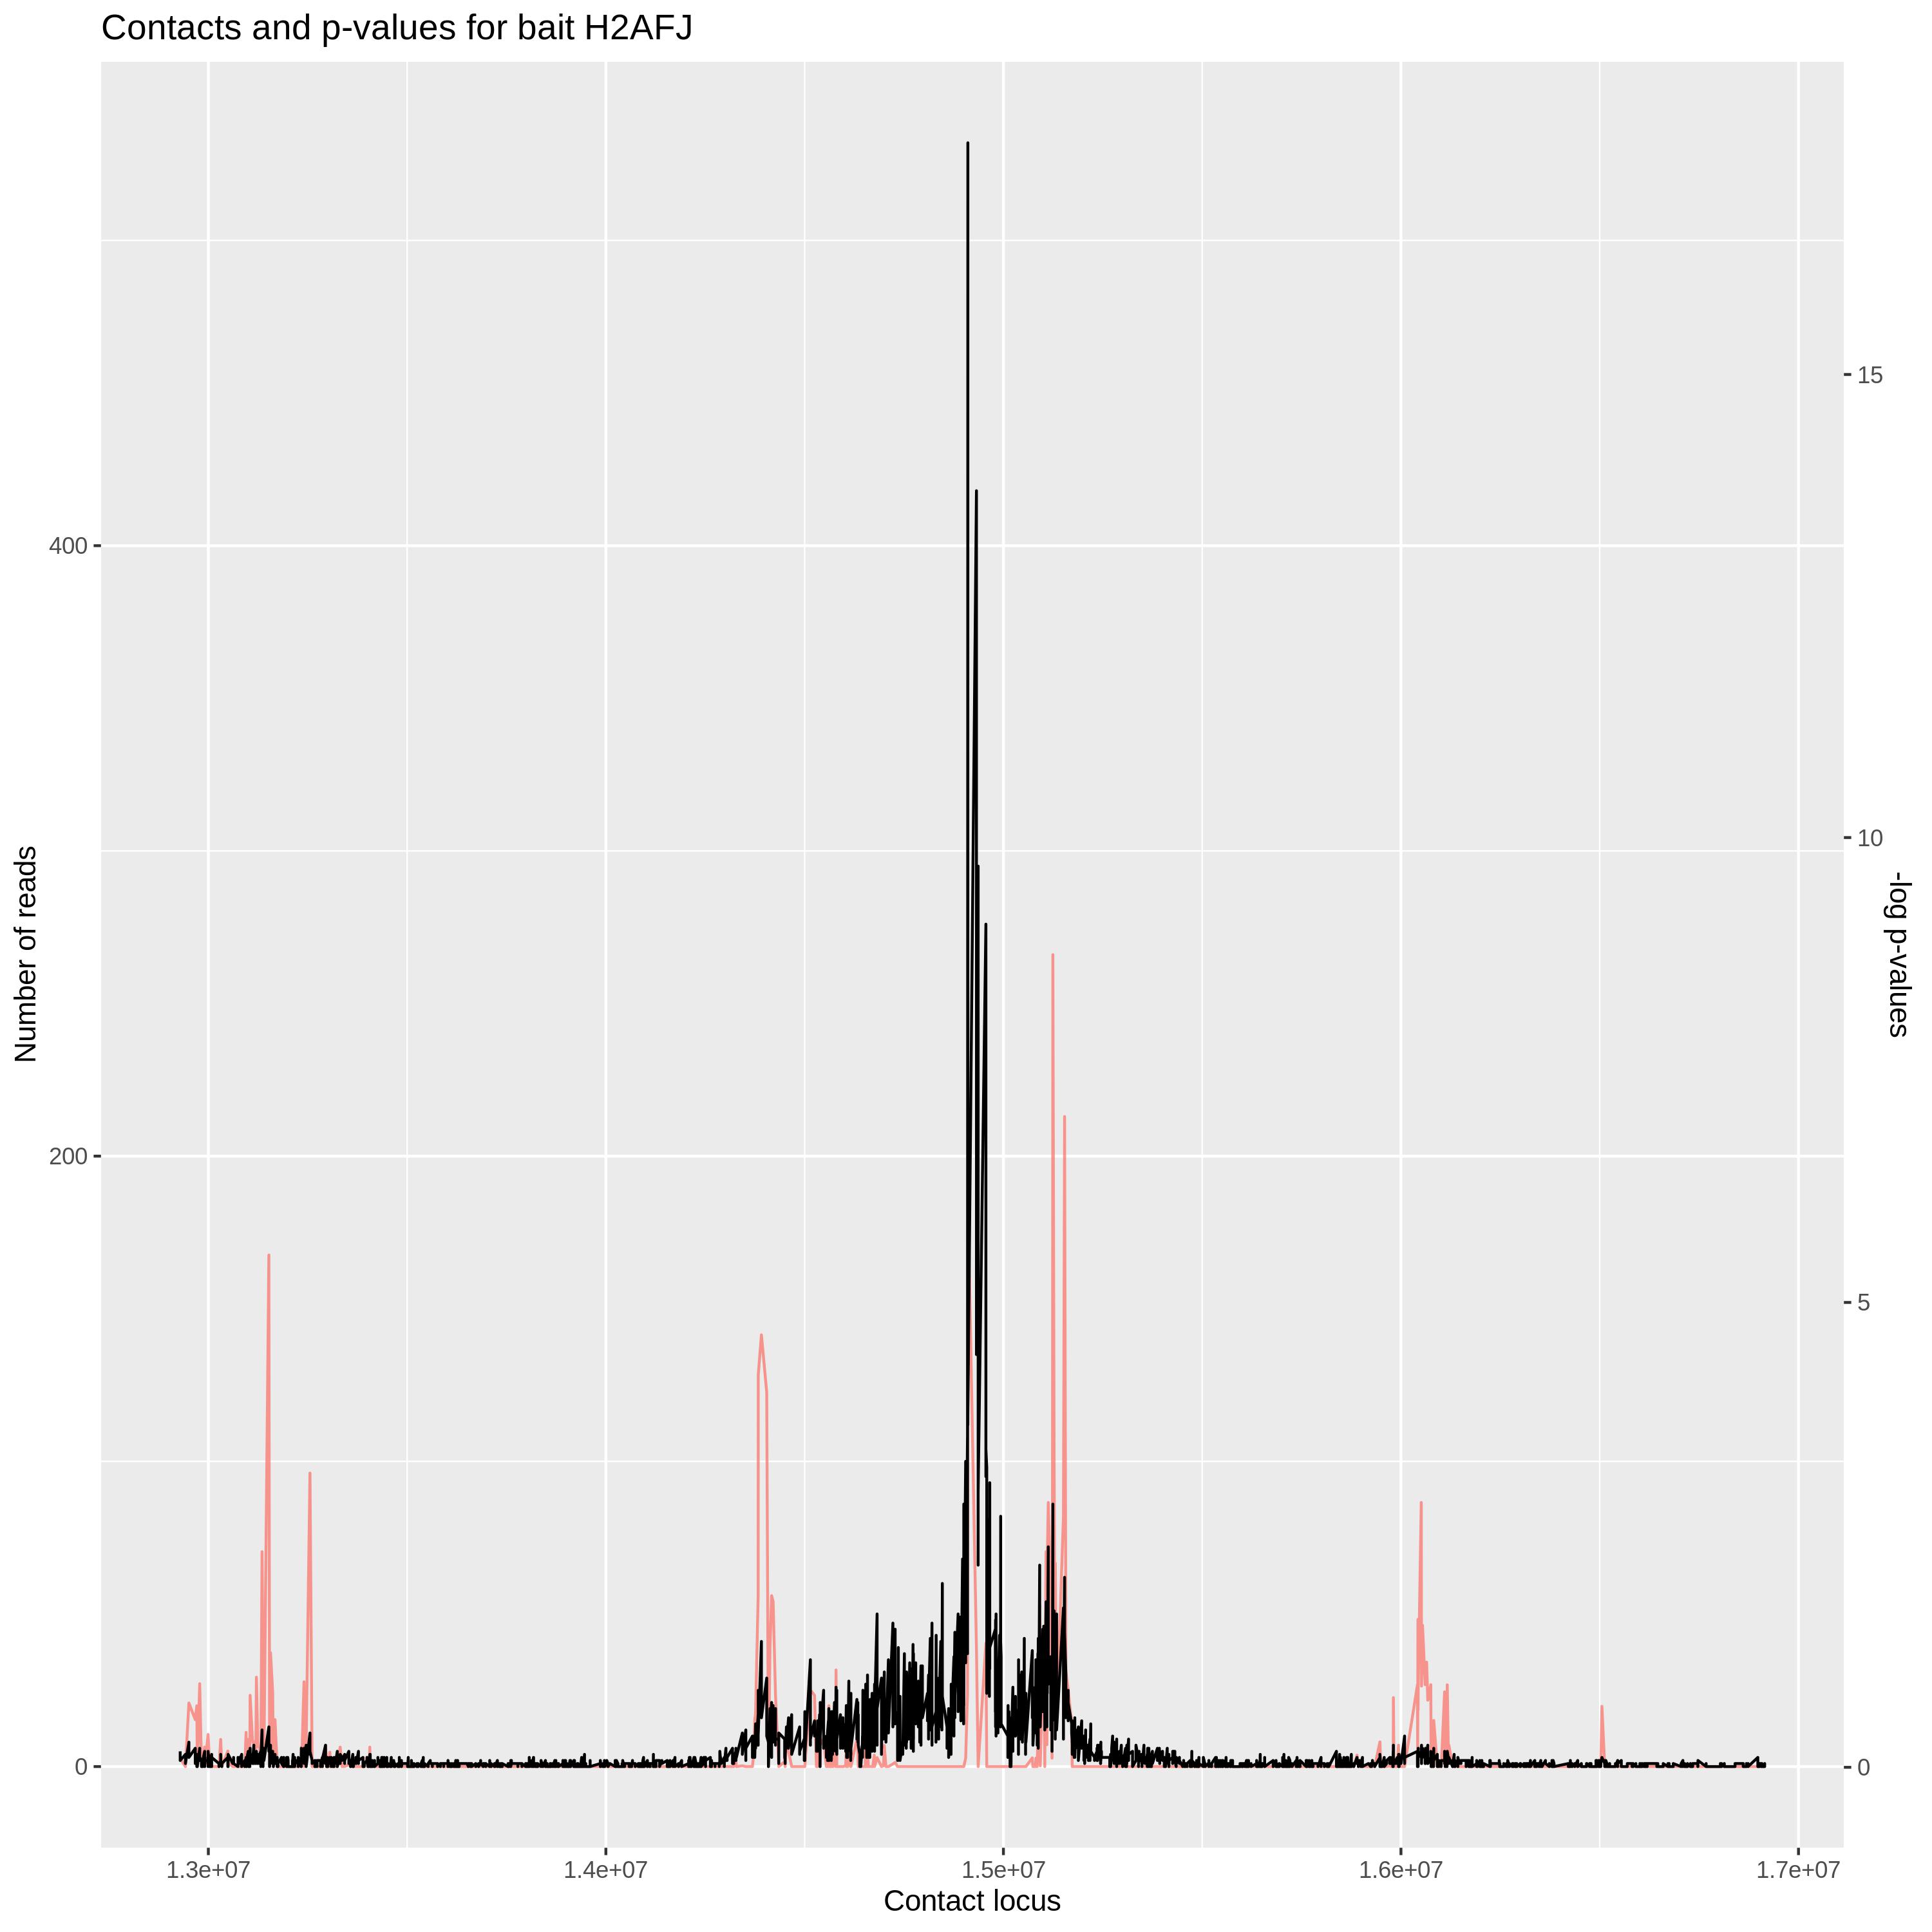 Contacts and p-values for bait H2AFJ
Number of reads
400
200
0
15
10
5
0
-log p-values
1.3e+07
1.4e+07
1.5e+07
1.6e+07
1.7e+07
Contact locus